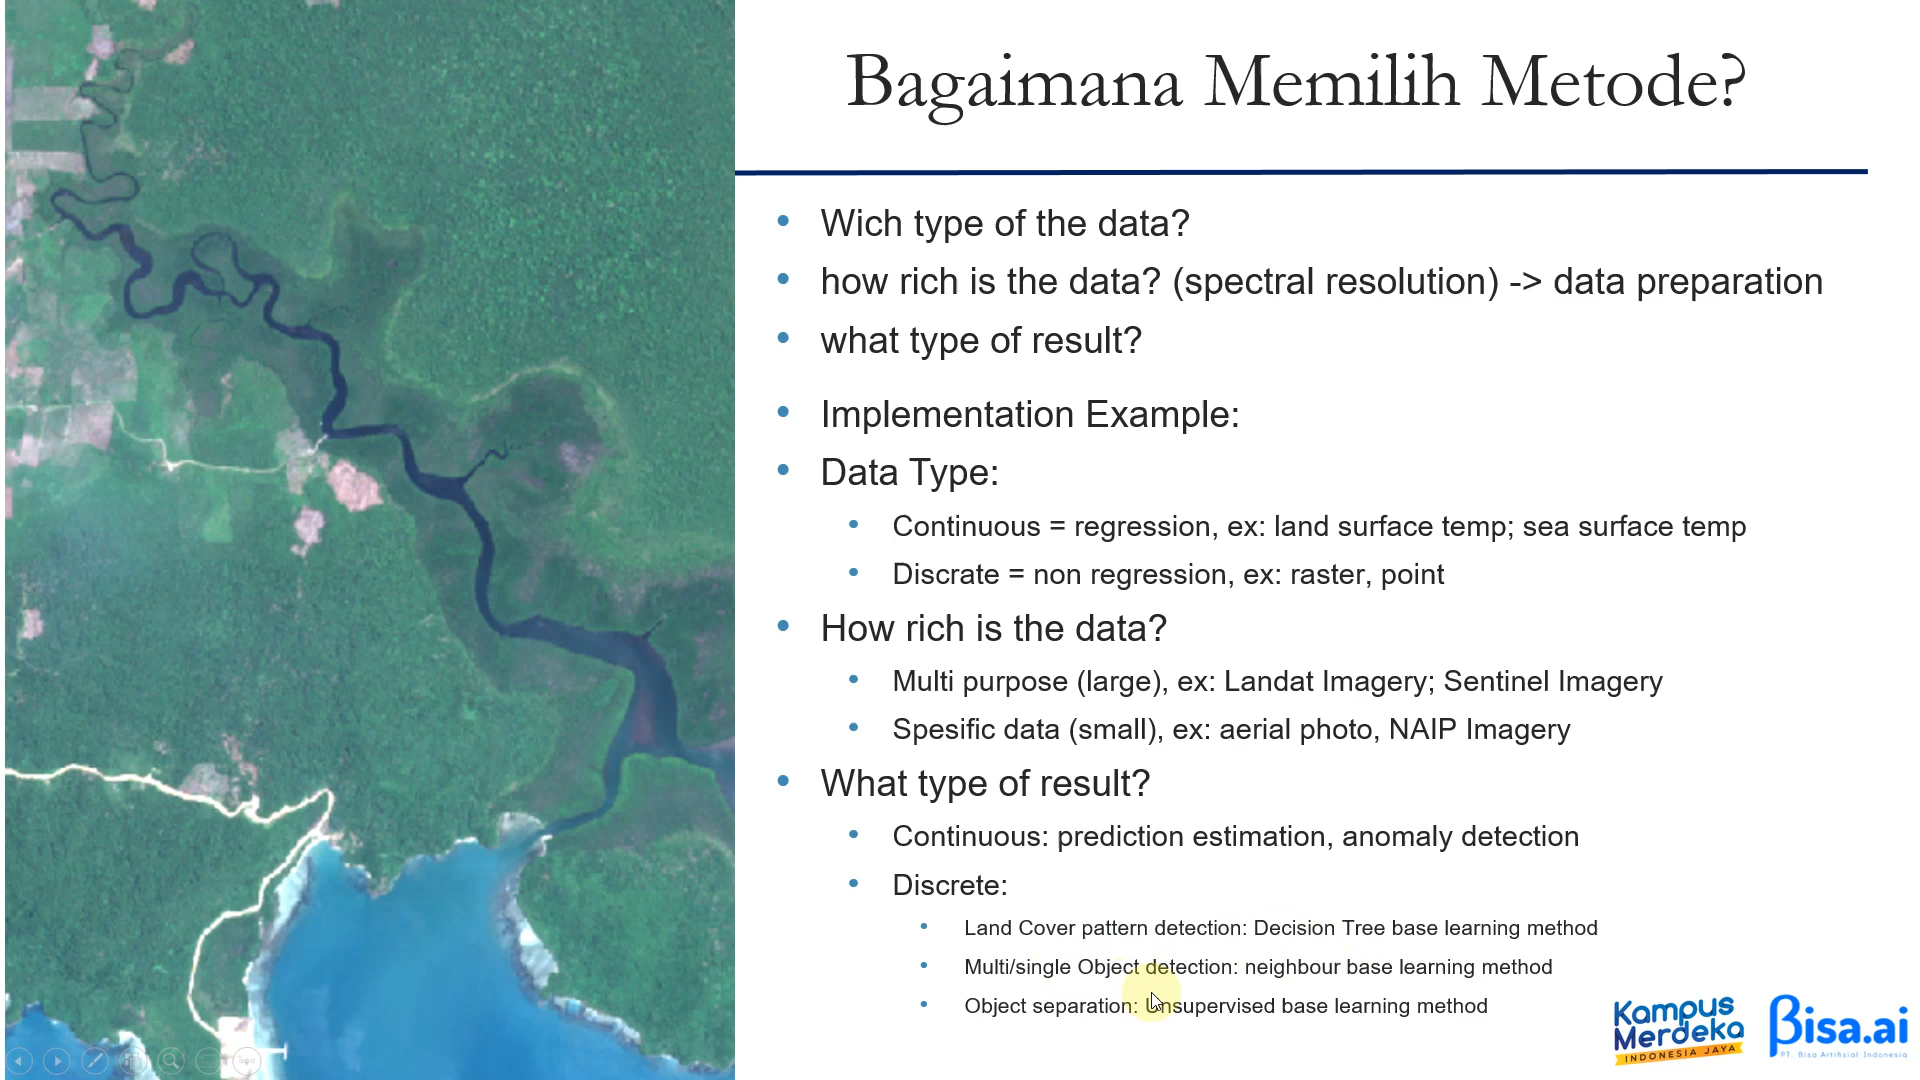 Bagaimana Memilih Metode?
Wich type of the data?
how rich is the data? (spectral resolution) -> data preparation
what type of result?
Implementation Example:
Data Type:
Continuous = regression, ex: land surface temp; sea surface temp
Discrate = non regression, ex: raster, point
How rich is the data?
Multi purpose (large), ex: Landat Imagery; Sentinel Imagery
Spesific data (small), ex: aerial photo, NAIP Imagery
What type of result?
Continuous: prediction estimation, anomaly detection
Discrete:
Land Cover pattern detection: Decision Tree base learning method
Multi/single Object detection: neighbour base learning method
Object separation: Unsupervised base learning method
Kampus
Merdeka
INDONESIA JAYA
Bisa.ai
PT. Bisa Artifisial Indonesia